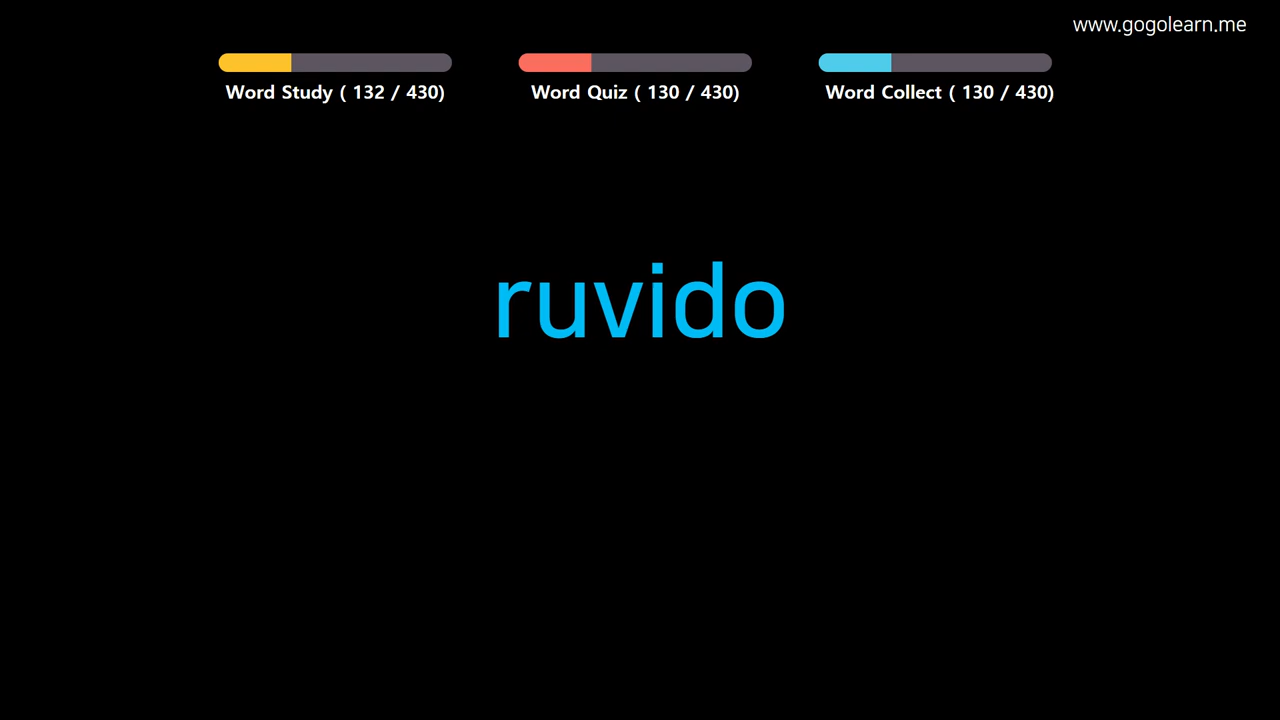 www.gogolearn.me
Word Study ( 132 / 430)
Word Quiz ( 130 / 430)
Word Collect ( 130 / 430)
ruvido